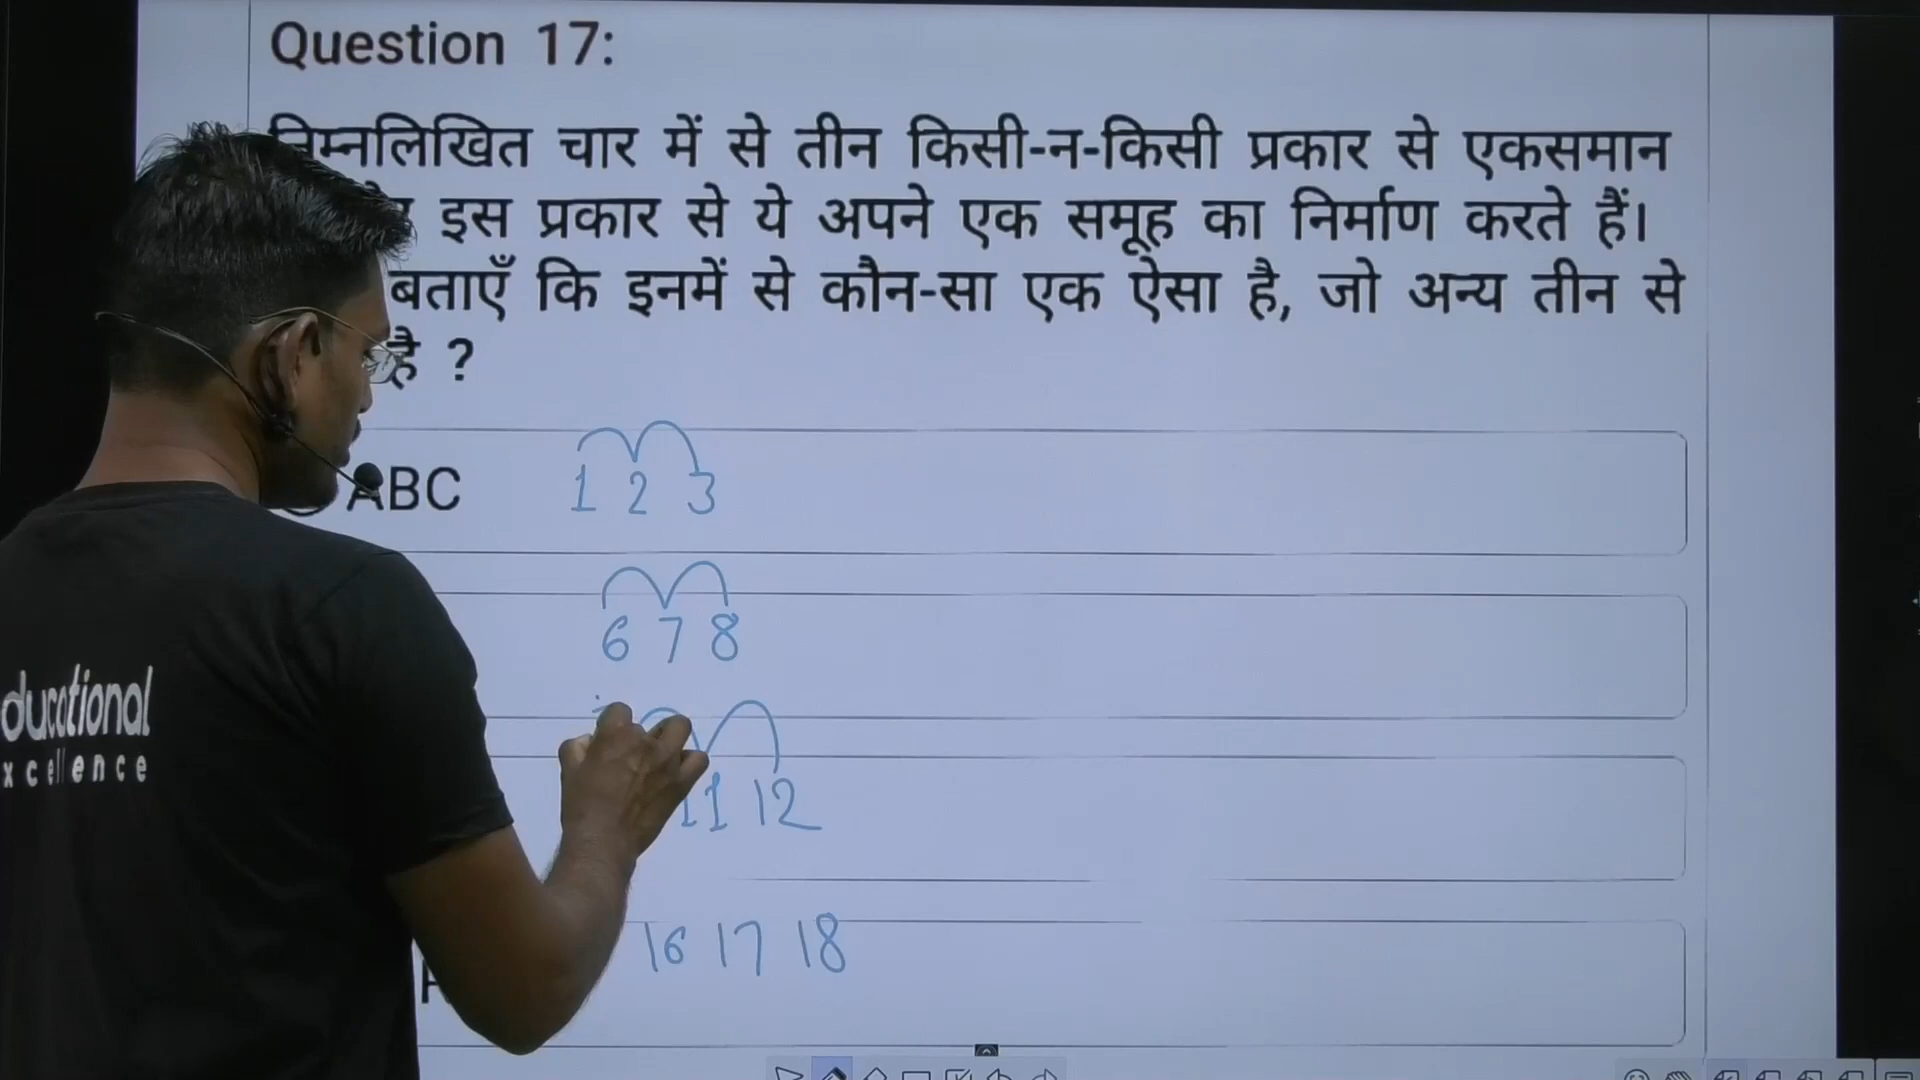 Question 17:
निम्नलिखित चार में से तीन किसी-न-किसी प्रकार से एकसमान
इस प्रकार से ये अपने एक समूह का निर्माण करते हैं।
बताएँ कि इनमें से कौन-सा एक ऐसा है, जो अन्य तीन से
है ?
ABC 1 2 3
6 7 8
11 12
16 17 18
ducational
xcellence